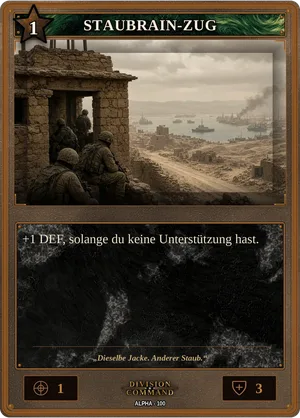 1
STAUBRAIN-ZUG
+1 DEF, solange du keine Unterstützung hast.
„Dieselbe Jacke. Anderer Staub.“
1
DIVISION
COMMAND
ALPHA | 100
3